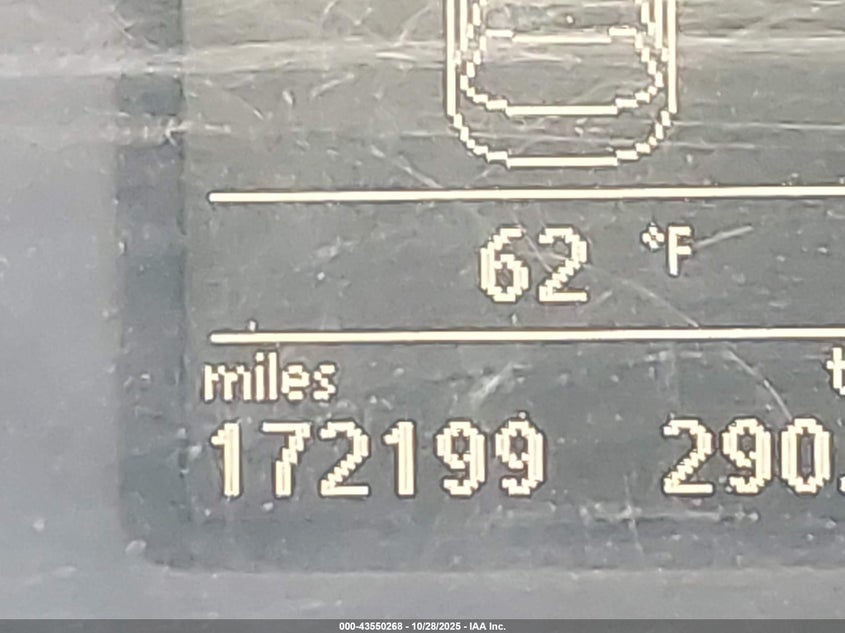 62 °F
miles t
172199 290.
000-43550268 - 10/28/2025 - IAA Inc.